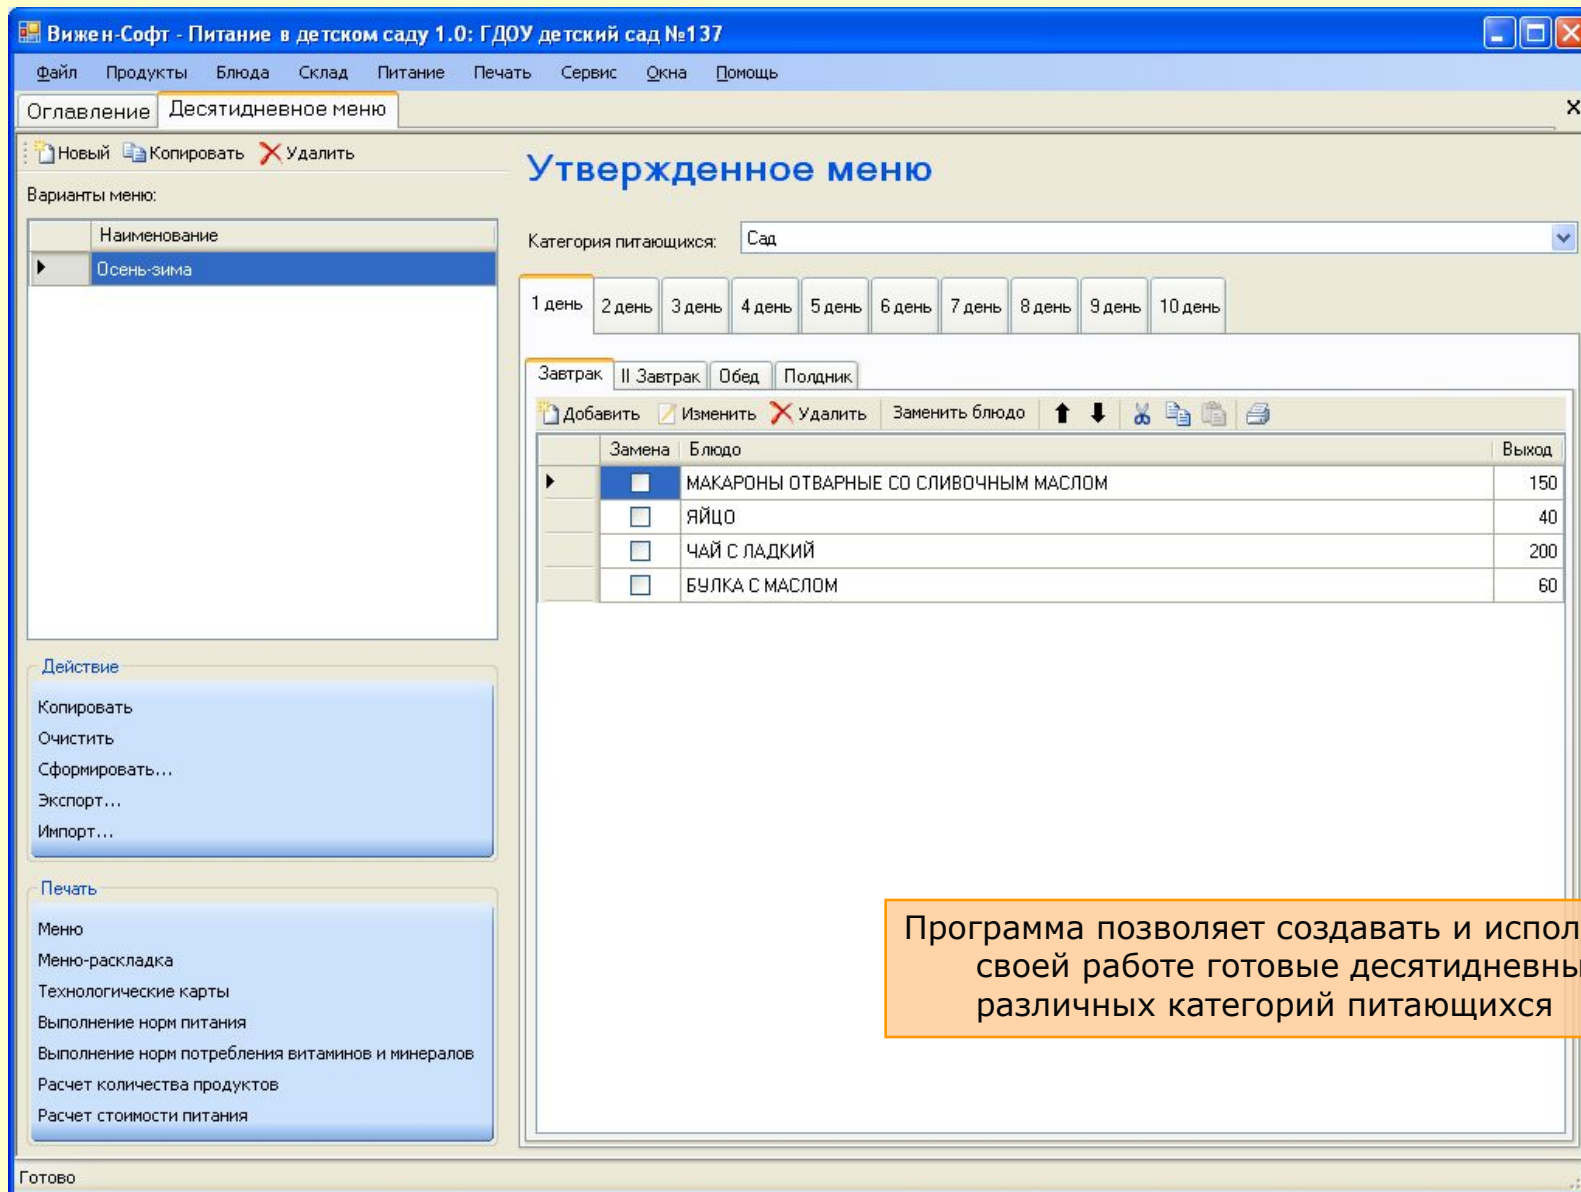 Вижен-Софт - Питание в детском саду 1.0: ГДОУ детский сад №137
Файл Продукты Блюда Склад Питание Печать Сервис Окна Помощь
Оглавление Десятидневное меню X
Новый Копировать Удалить
Утвержденное меню
Варианты меню:
Наименование
Осень-зима
Категория питающихся: Сад
1 день 2 день 3 день 4 день 5 день 6 день 7 день 8 день 9 день 10 день
Завтрак II Завтрак Обед Полдник
Добавить Изменить Удалить Заменить блюдо
Замена Блюдо Выход
МАКАРОНЫ ОТВАРНЫЕ СО СЛИВОЧНЫМ МАСЛОМ 150
ЯЙЦО 40
ЧАЙ С ЛАДКИЙ 200
БУЛКА С МАСЛОМ 60
Действие
Копировать
Очистить
Сформировать...
Экспорт...
Импорт...
Печать
Меню
Меню-раскладка
Технологические карты
Выполнение норм питания
Выполнение норм потребления витаминов и минералов
Расчет количества продуктов
Расчет стоимости питания
Программа позволяет создавать и испол
своей работе готовые десятидневны
различных категорий питающихся
Готово